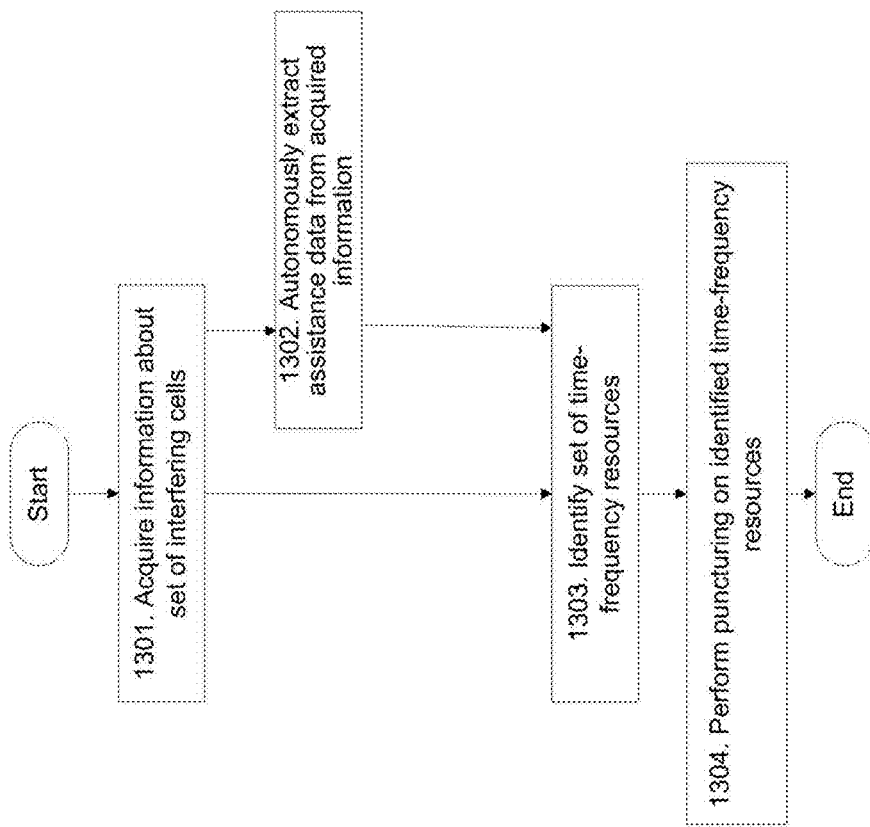 Start
1301. Acquire information about
set of interfering cells
1302. Autonomously extract
assistance data from acquired
information
1303. Identify set of time-
frequency resources
1304. Perform puncturing on identified time-frequency
resources
End